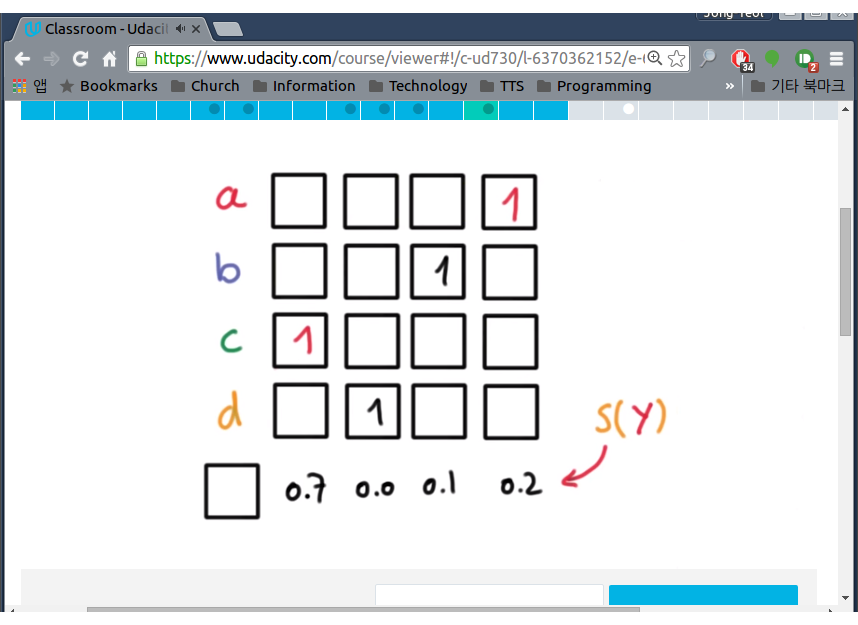 Jong Yeol
Classroom - Udacit
https://www.udacity.com/course/viewer#!/c-ud730/l-6370362152/e-
34
2
앱 Bookmarks Church Information Technology TTS Programming » 기타 북마크
a 1
b 1
c 1
d 1
S(Y)
0.7 0.0 0.1 0.2